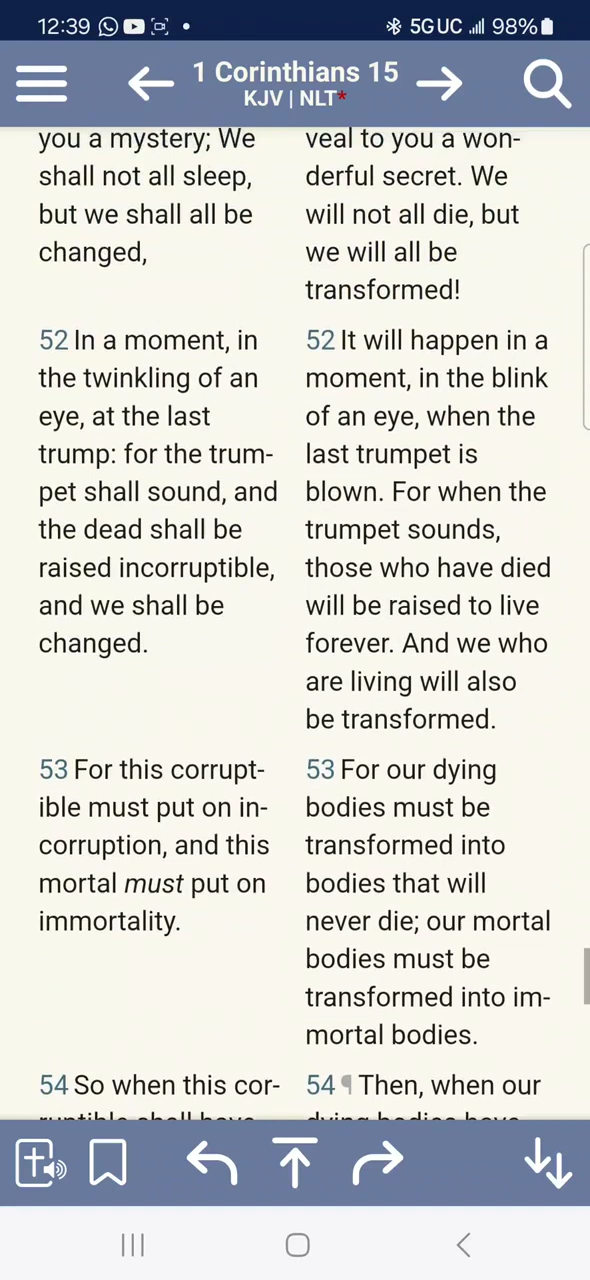 12:39
5G UC 98%
1 Corinthians 15
KJV | NLT*
you a mystery; We
shall not all sleep,
but we shall all be
changed,
veal to you a won-
derful secret. We
will not all die, but
we will all be
transformed!
52 In a moment, in
the twinkling of an
eye, at the last
trump: for the trum-
pet shall sound, and
the dead shall be
raised incorruptible,
and we shall be
changed.
52 It will happen in a
moment, in the blink
of an eye, when the
last trumpet is
blown. For when the
trumpet sounds,
those who have died
will be raised to live
forever. And we who
are living will also
be transformed.
53 For this corrupt-
ible must put on in-
corruption, and this
mortal must put on
immortality.
53 For our dying
bodies must be
transformed into
bodies that will
never die; our mortal
bodies must be
transformed into im-
mortal bodies.
54 So when this cor-
ruptible shall have
54 ¶ Then, when our
dying bodies have